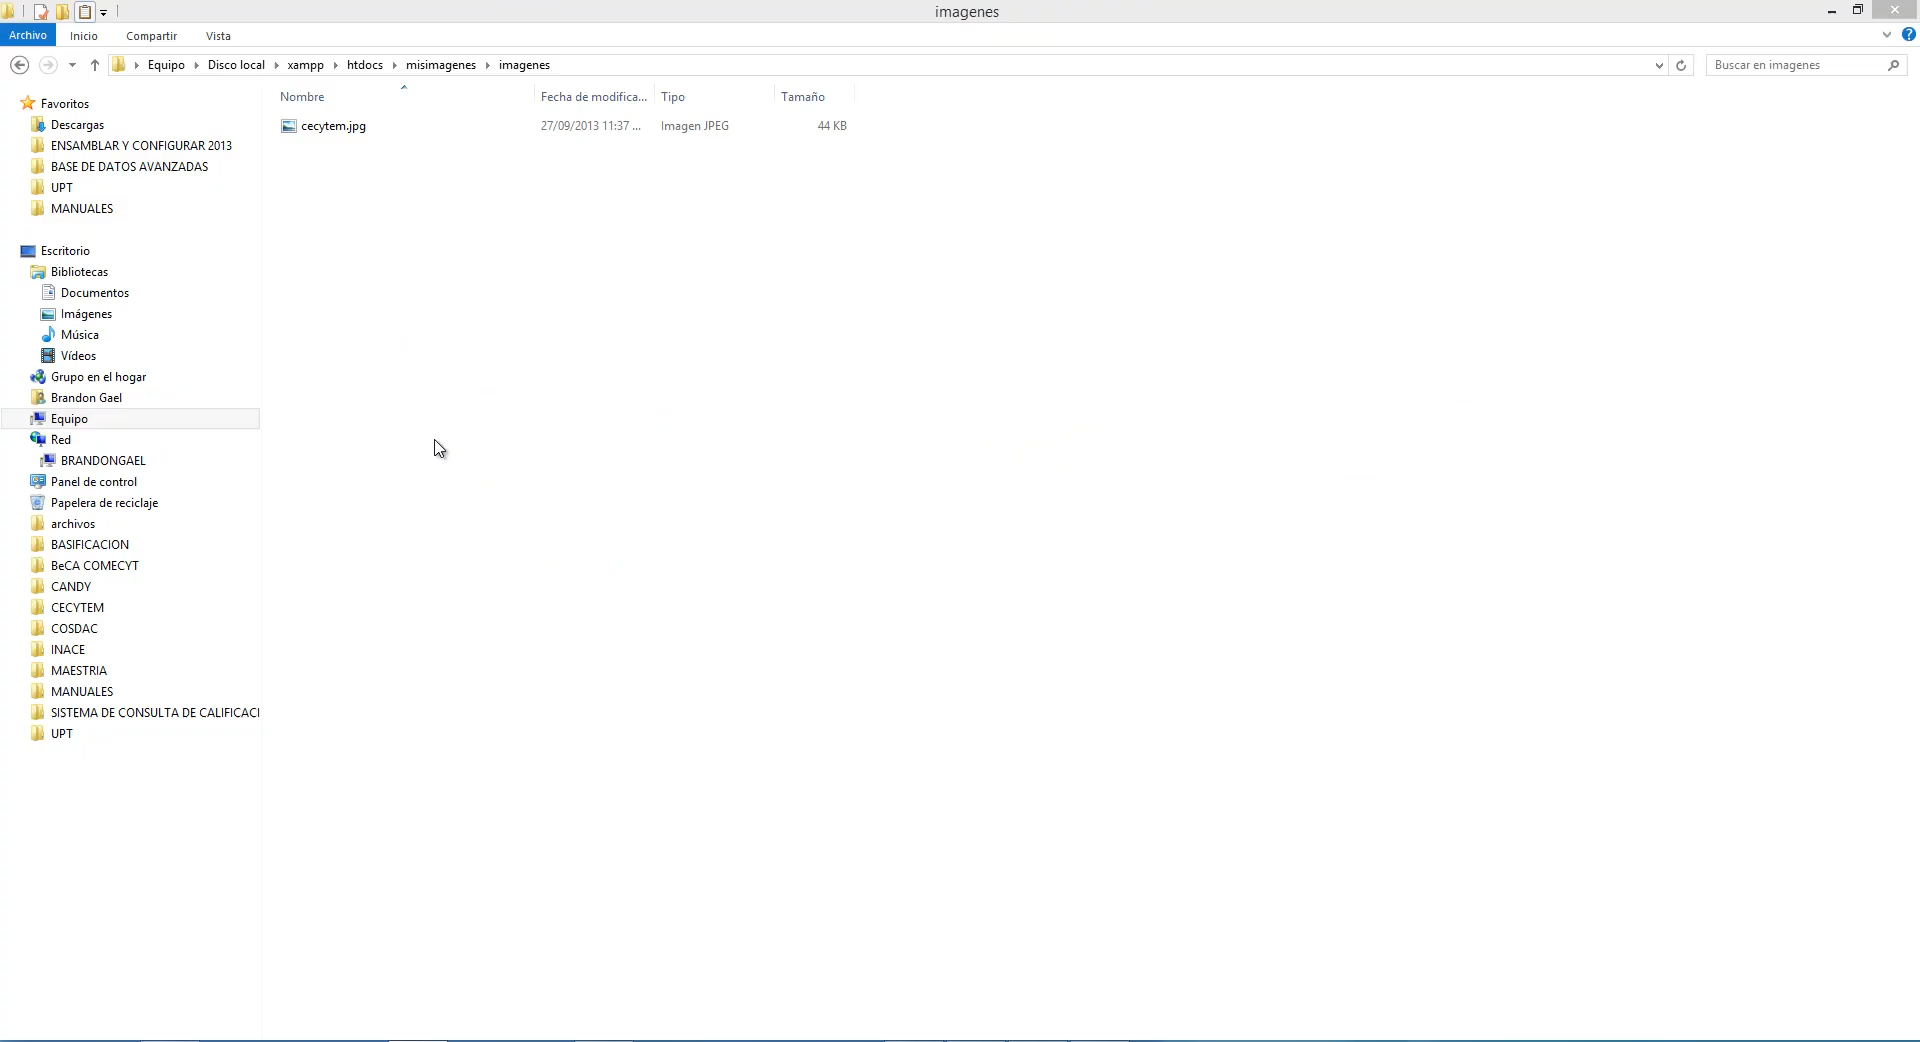 imagenes
Archivo Inicio Compartir Vista
Equipo Disco local xampp htdocs misimagenes imagenes
Buscar en imagenes
Nombre Fecha de modifica... Tipo Tamaño
cecytem.jpg 27/09/2013 11:37 ... Imagen JPEG 44 KB
Favoritos
Descargas
ENSAMBLAR Y CONFIGURAR 2013
BASE DE DATOS AVANZADAS
UPT
MANUALES
Escritorio
Bibliotecas
Documentos
Imágenes
Música
Vídeos
Grupo en el hogar
Brandon Gael
Equipo
Red
BRANDONGAEL
Panel de control
Papelera de reciclaje
archivos
BASIFICACION
BeCA COMECYT
CANDY
CECYTEM
COSDAC
INACE
MAESTRIA
MANUALES
SISTEMA DE CONSULTA DE CALIFICACI
UPT